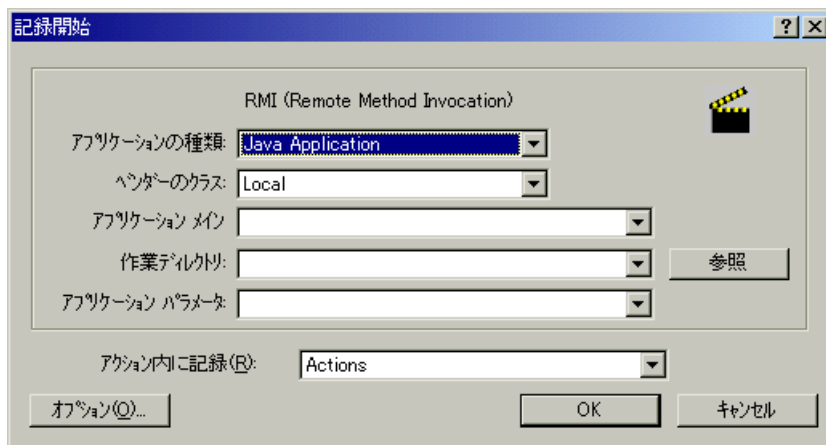 記録開始
RMI (Remote Method Invocation)
アプリケーションの種類: Java Application
ベンダーのクラス: Local
アプリケーション メイン
作業ディレクトリ: 参照
アプリケーション パラメータ:
アクション内に記録(R): Actions
オプション(O)... OK キャンセル